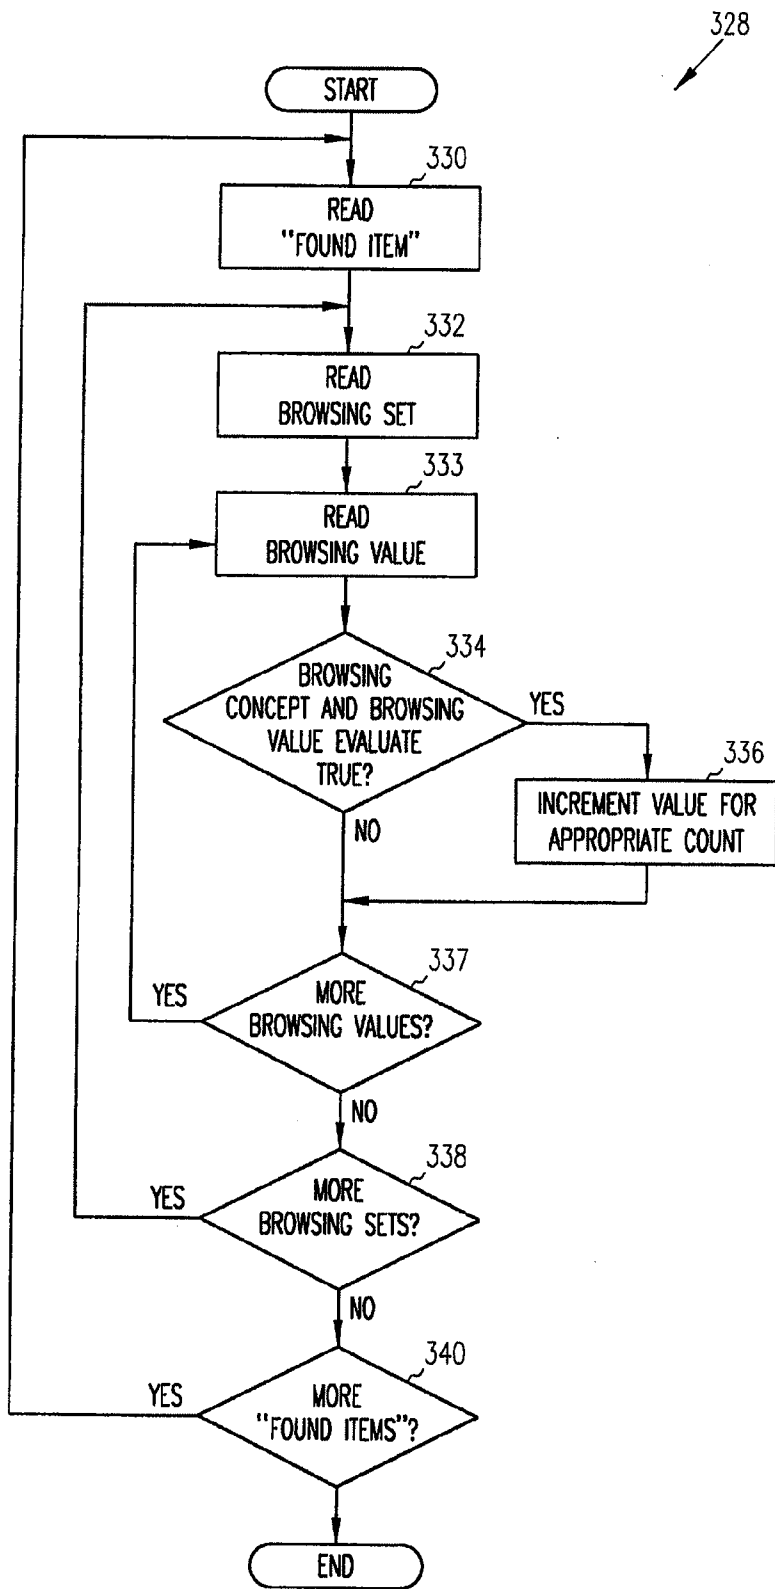 328
START
330
READ
"FOUND ITEM"
332
READ
BROWSING SET
333
READ
BROWSING VALUE
334
BROWSING
CONCEPT AND BROWSING
VALUE EVALUATE
TRUE?
YES
336
INCREMENT VALUE FOR
APPROPRIATE COUNT
NO
337
YES
MORE
BROWSING VALUES?
NO
338
YES
MORE
BROWSING SETS?
NO
340
YES
MORE
"FOUND ITEMS"?
END